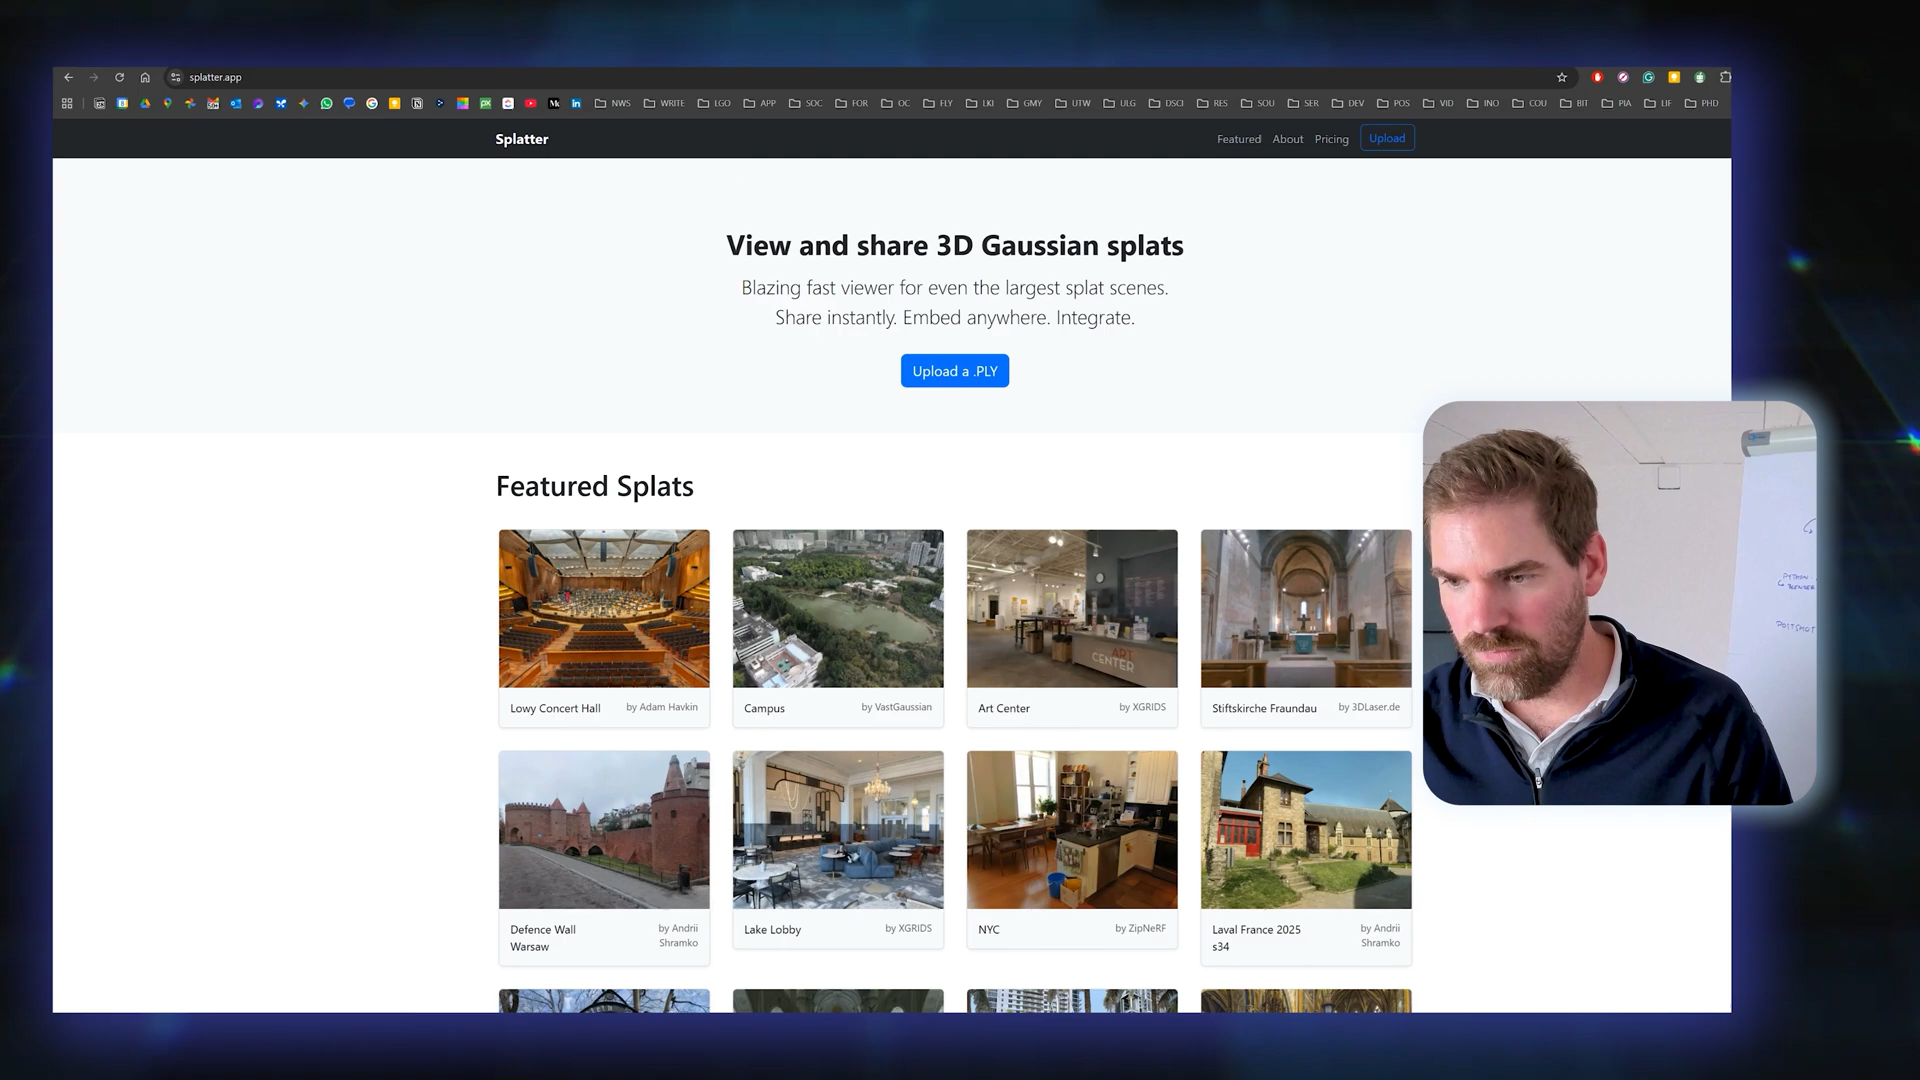 splatter.app
NWS WRITE LGO APP SOC FOR OC FLY LKI GMY UTW ULG DSCI RES SOU SER DEV POS VID INO COU BIT PIA LIF PHD
Splatter
Featured About Pricing Upload
View and share 3D Gaussian splats
Blazing fast viewer for even the largest splat scenes.
Share instantly. Embed anywhere. Integrate.
Upload a .PLY
Featured Splats
ART
CENTER
Lowy Concert Hall by Adam Havkin
Campus by VastGaussian
Art Center by XGRIDS
Stiftskirche Fraundau by 3DLaser.de
PYTHON
BLENDER
POSTSHOT
Defence Wall
Warsaw
by Andrii
Shramko
Lake Lobby by XGRIDS
NYC by ZipNeRF
Laval France 2025
s34
by Andrii
Shramko